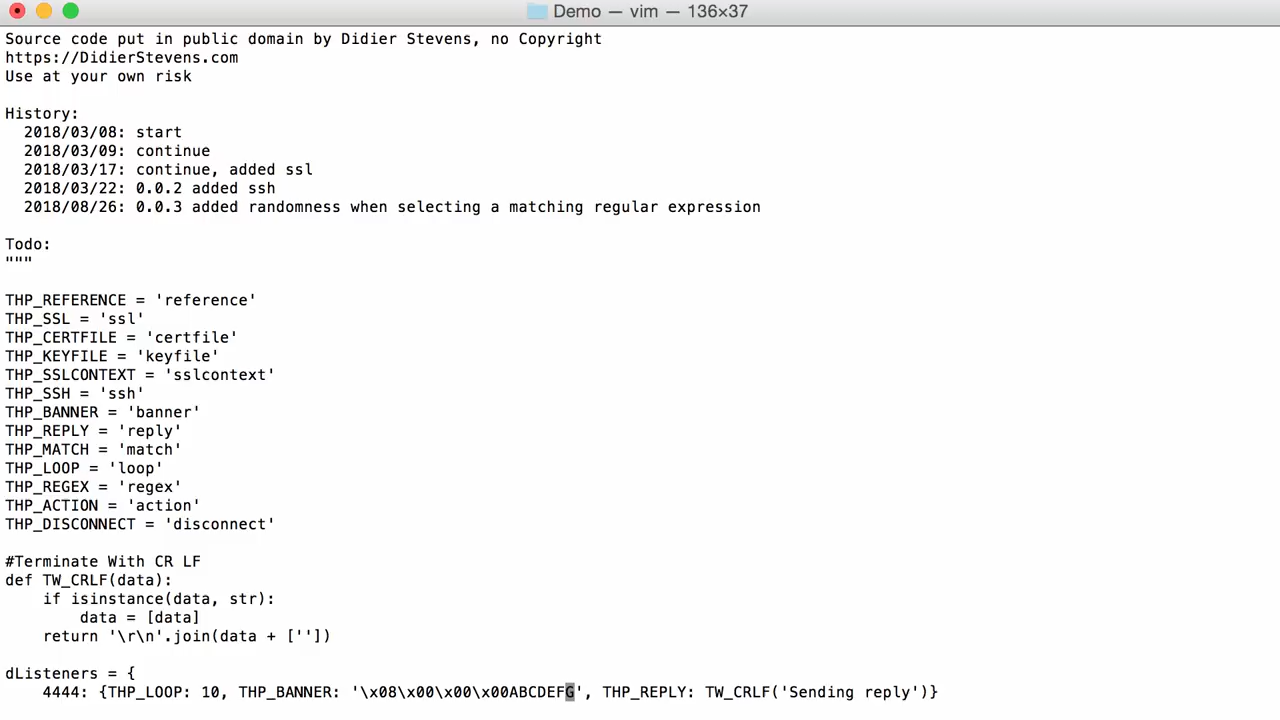 Demo — vim — 136×37
Source code put in public domain by Didier Stevens, no Copyright
https://DidierStevens.com
Use at your own risk
History:
  2018/03/08: start
  2018/03/09: continue
  2018/03/17: continue, added ssl
  2018/03/22: 0.0.2 added ssh
  2018/08/26: 0.0.3 added randomness when selecting a matching regular expression
Todo:
"""
THP_REFERENCE = 'reference'
THP_SSL = 'ssl'
THP_CERTFILE = 'certfile'
THP_KEYFILE = 'keyfile'
THP_SSLCONTEXT = 'sslcontext'
THP_SSH = 'ssh'
THP_BANNER = 'banner'
THP_REPLY = 'reply'
THP_MATCH = 'match'
THP_LOOP = 'loop'
THP_REGEX = 'regex'
THP_ACTION = 'action'
THP_DISCONNECT = 'disconnect'
#Terminate With CR LF
def TW_CRLF(data):
    if isinstance(data, str):
        data = [data]
    return '\r\n'.join(data + [''])
dListeners = {
    4444: {THP_LOOP: 10, THP_BANNER: '\x08\x00\x00\x00ABCDEFG', THP_REPLY: TW_CRLF('Sending reply')}